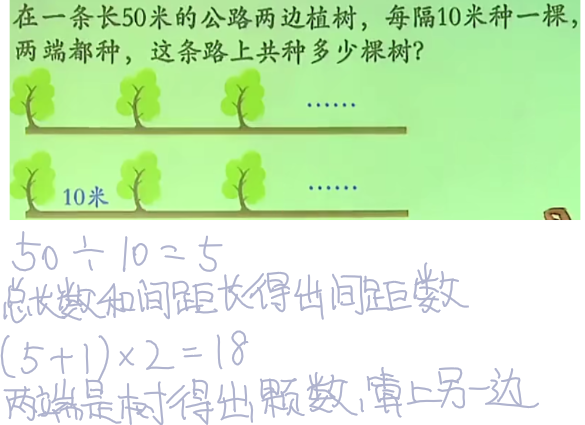 在一条长50米的公路两边植树，每隔10米种一棵，
两端都种，这条路上共种多少棵树？
……
10米
……
50÷10=5
总长数和间距长得出间距数
(5+1)×2=18
两端是树得出颗数，算上另一边